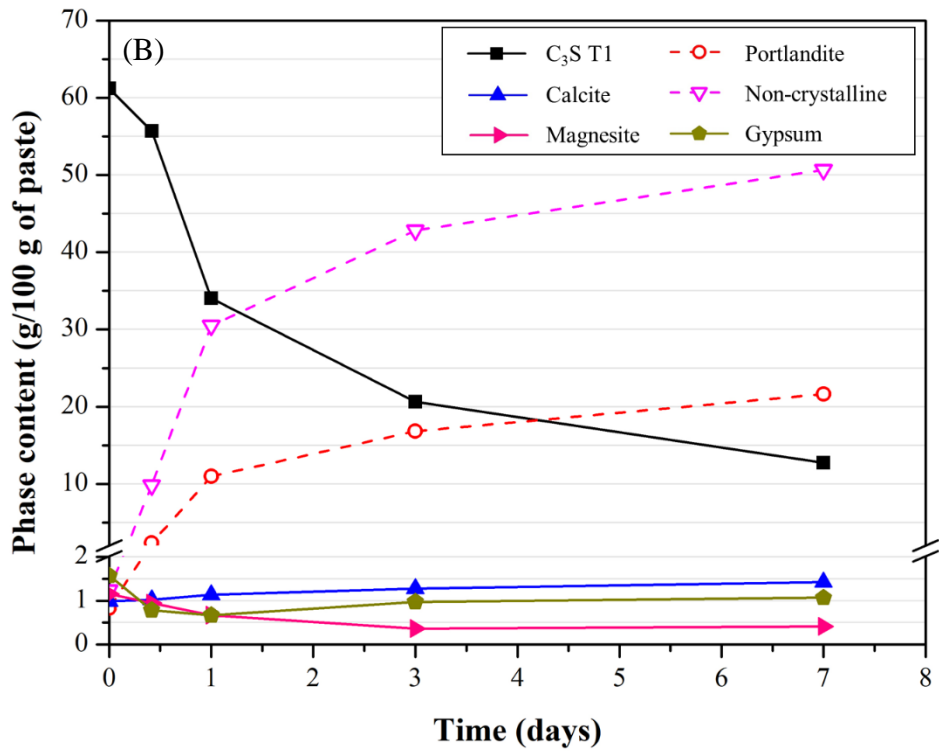 (B)
C₃S T1
Portlandite
Calcite
Non-crystalline
Magnesite
Gypsum
Phase content (g/100 g of paste)
70
60
50
40
30
20
10
2
1
0
0 1 2 3 4 5 6 7 8
Time (days)